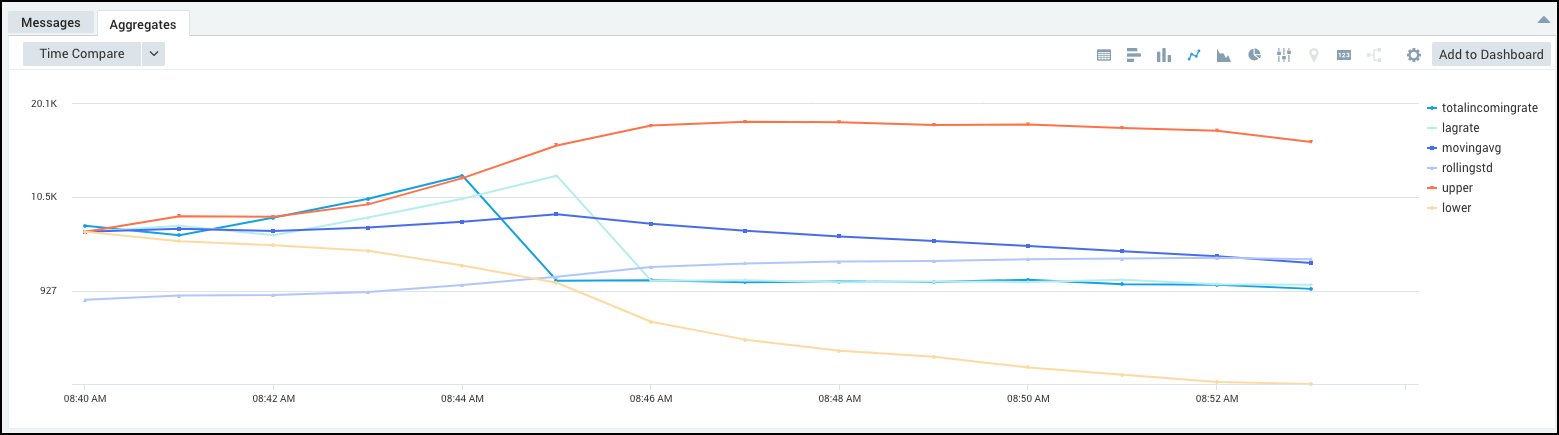 Messages
Aggregates
Time Compare
123
Add to Dashboard
20.1K
10.5K
927
totalincomingrate
lagrate
movingavg
rollingstd
upper
lower
08:40 AM
08:42 AM
08:44 AM
08:46 AM
08:48 AM
08:50 AM
08:52 AM